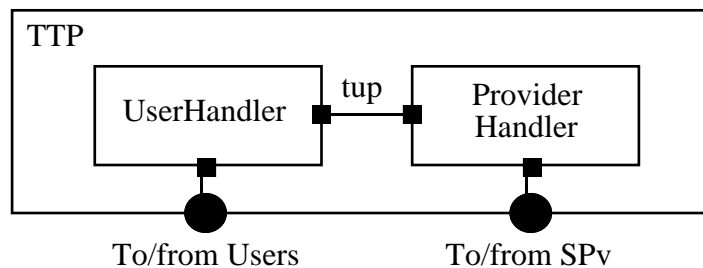 TTP
UserHandler
tup
Provider
Handler
To/from Users
To/from SPv